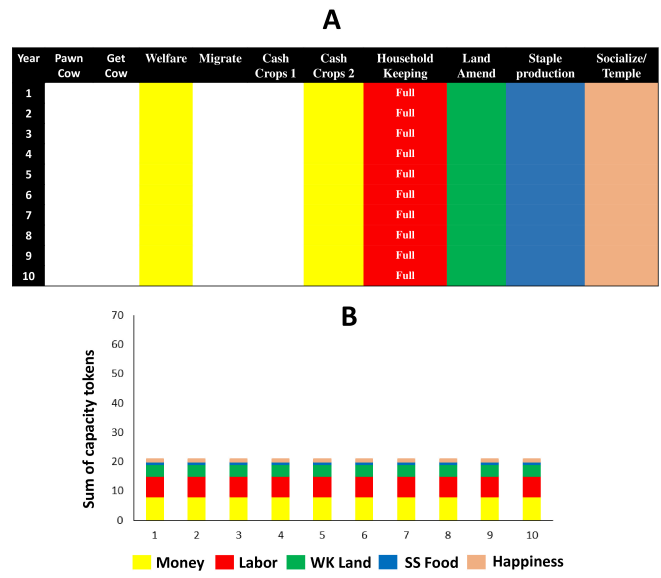 A
Year Pawn Cow Get Cow Welfare Migrate Cash Crops 1 Cash Crops 2 Household Keeping Land Amend Staple production Socialize/ Temple
1 Full
2 Full
3 Full
4 Full
5 Full
6 Full
7 Full
8 Full
9 Full
10 Full
B
Sum of capacity tokens
70
60
50
40
30
20
10
0
1 2 3 4 5 6 7 8 9 10
Money Labor WK Land SS Food Happiness